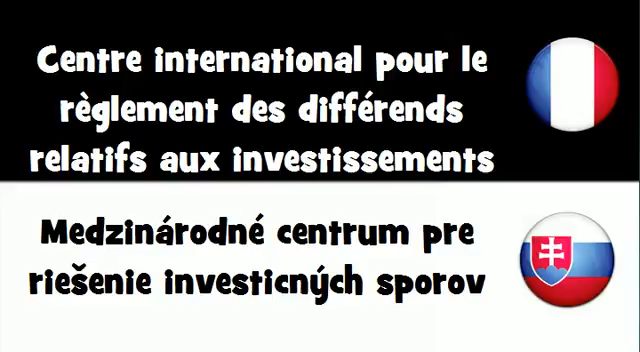 Centre international pour le
règlement des différends
relatifs aux investissements
Medzinárodné centrum pre
riešenie investicných sporov